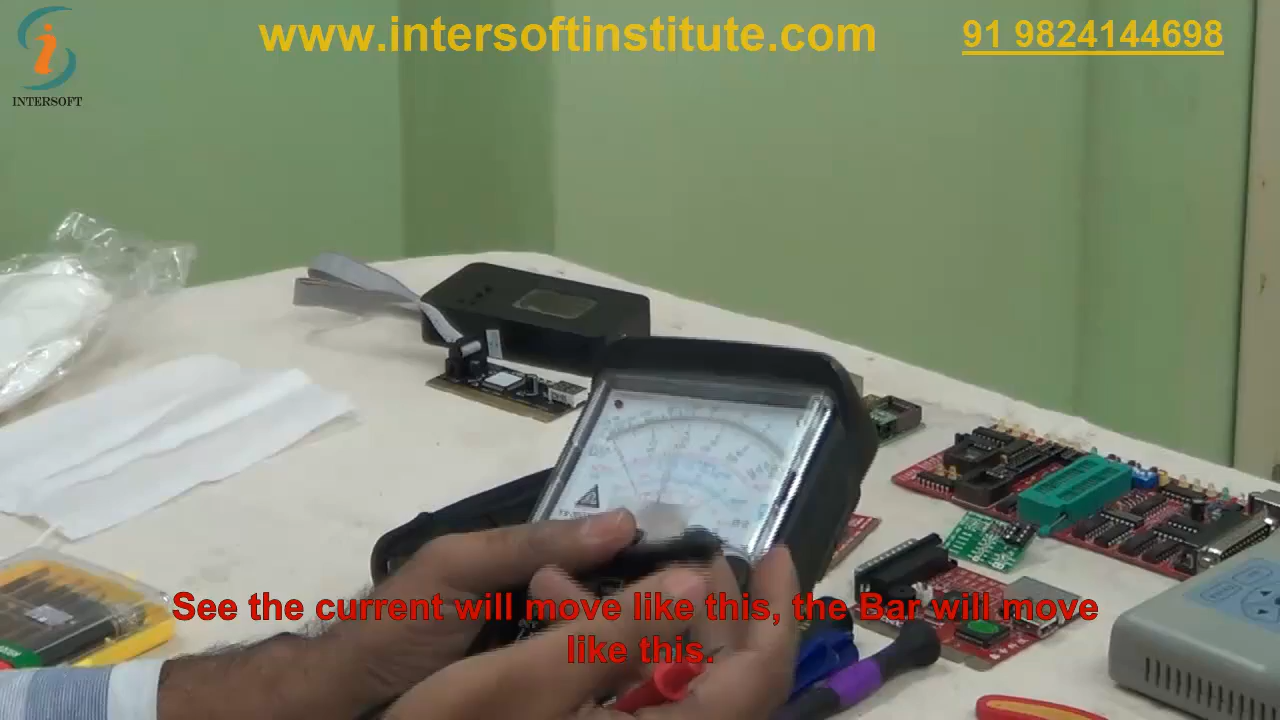 www.intersoftinstitute.com
91 9824144698
INTERSOFT
See the current will move like this, the Bar will move
like this.